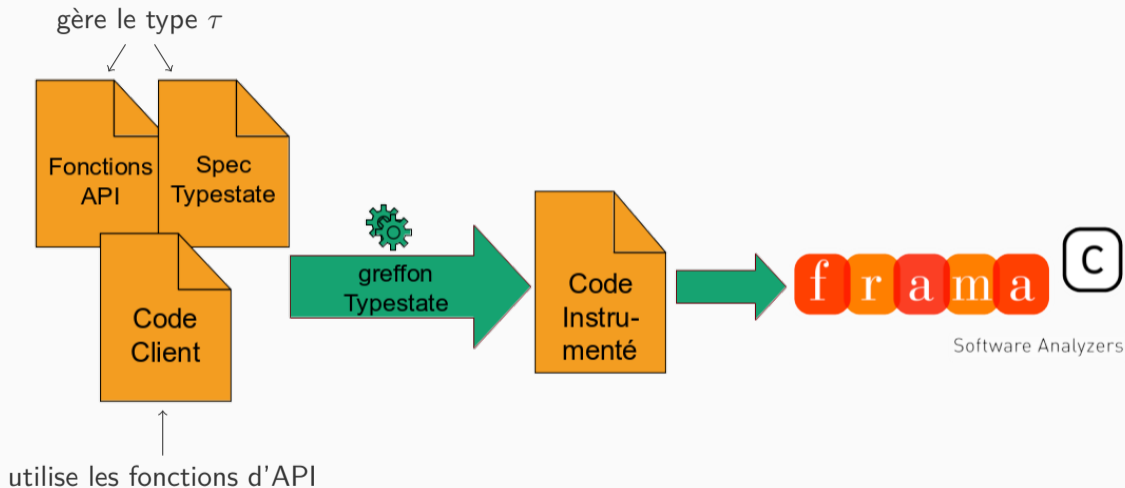 gère le type τ
Fonctions
API
Spec
Typestate
Code
Client
utilise les fonctions d'API
greffon
Typestate
Code
Instru-
menté
frama C
Software Analyzers